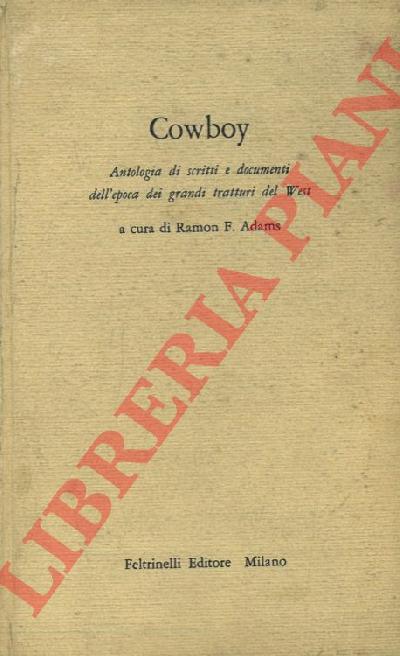 Cowboy
Antologia di scritti e documenti
dell'epoca dei grandi tratturi del West
a cura di Ramon F. Adams
LIBRERIA PIANI
Feltrinelli Editore Milano